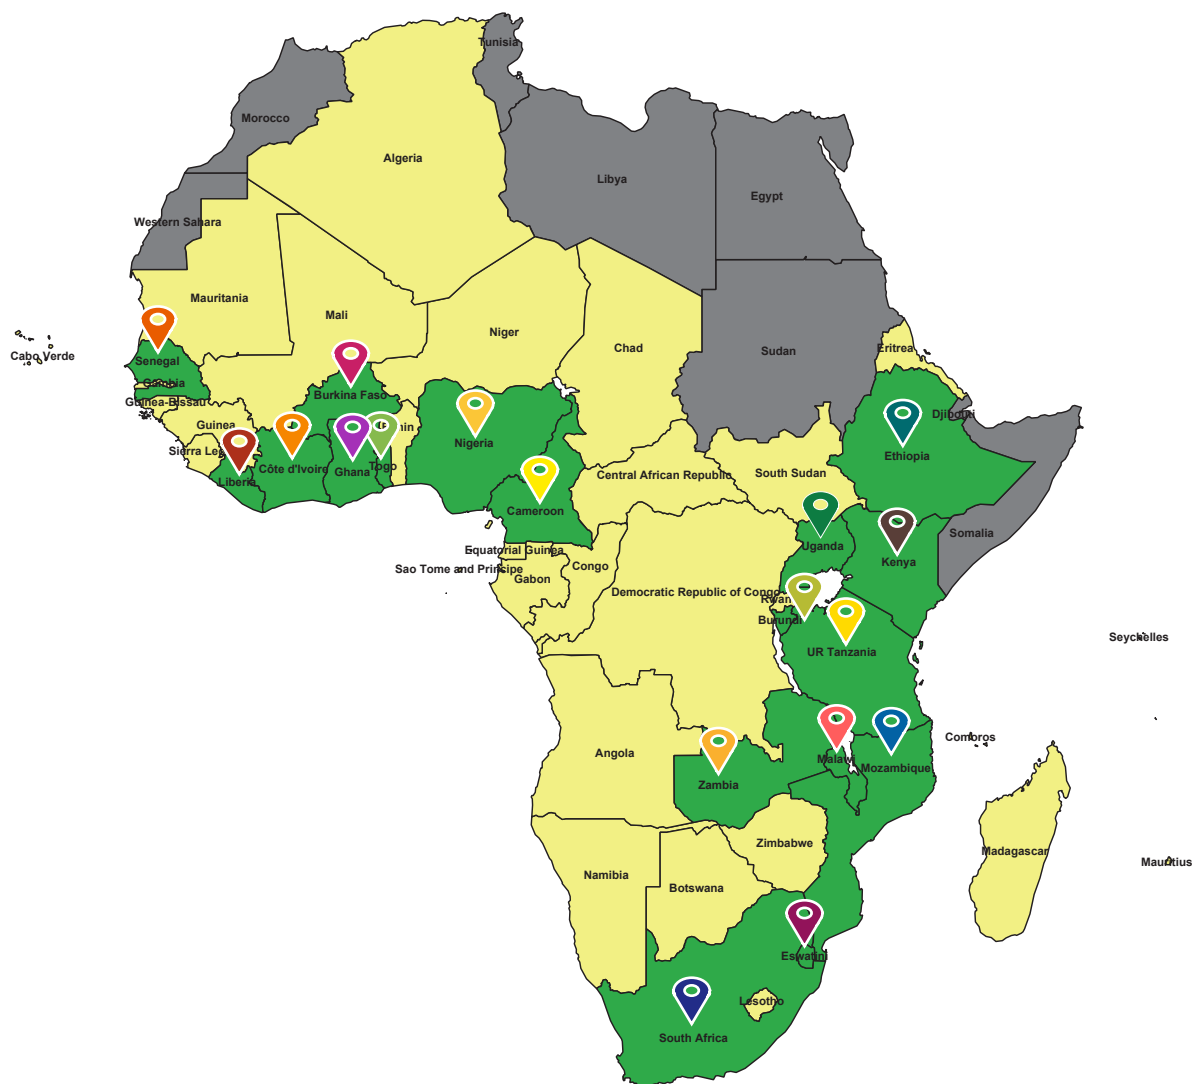 Tunisia
Morocco
Algeria
Libya
Egypt
Western Sahara
Mauritania
Mali
Niger
Chad
Sudan
Eritrea
Cabo Verde
Senegal
Gambia
Guinea-Bissau
Burkina Faso
Djibouti
Guinea
Nigeria
Sierra Le
Côte d'Ivoire
Ghana
Togo
Ethiopia
Liberia
Central African Republic
South Sudan
Cameroon
Somalia
Equatorial Guinea
Uganda
Kenya
Sao Tome and Principe
Gabon
Congo
Democratic Republic of Congo
Burundi
Seychelles
UR Tanzania
Comoros
Angola
Malawi
Mozambique
Zambia
Zimbabwe
Madagascar
Mauritius
Namibia
Botswana
Eswatini
Lesotho
South Africa